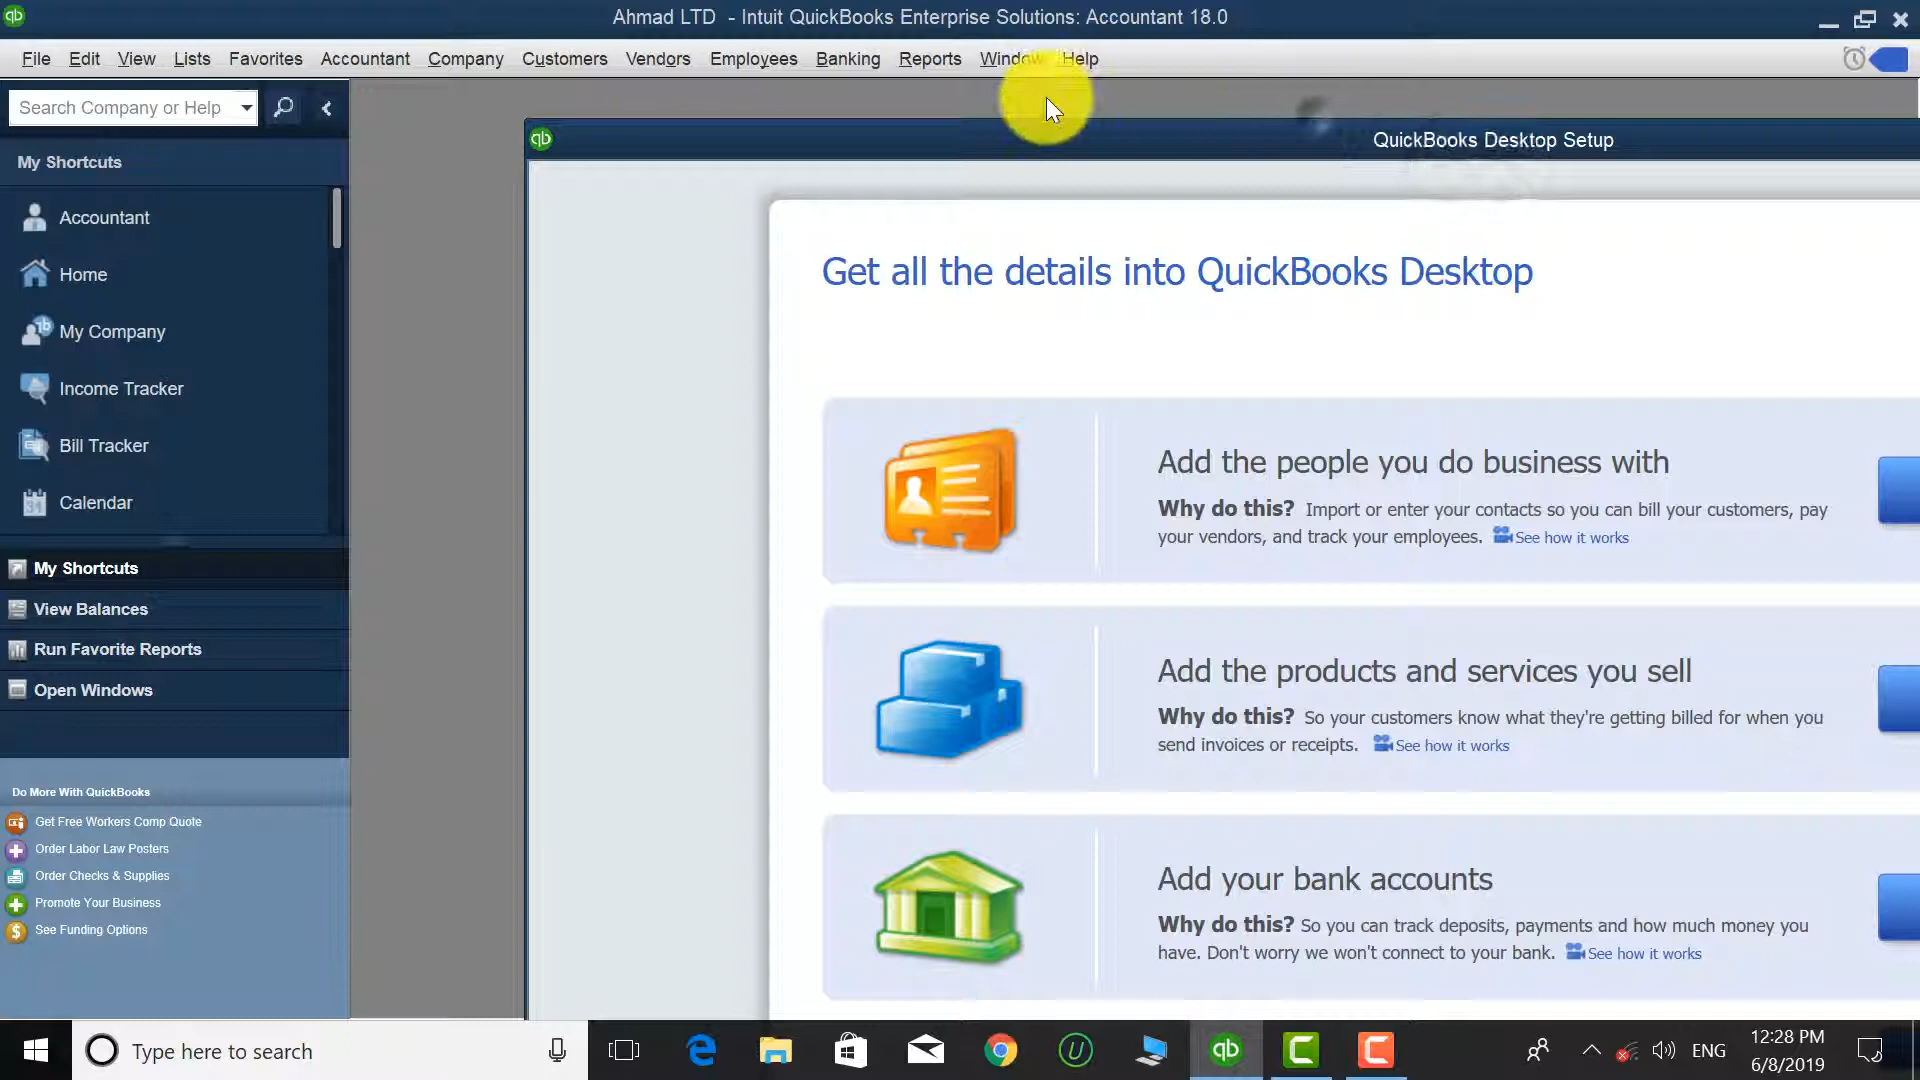 Ahmad LTD - Intuit QuickBooks Enterprise Solutions: Accountant 18.0
File Edit View Lists Favorites Accountant Company Customers Vendors Employees Banking Reports Window Help
Search Company or Help
My Shortcuts
Accountant
Home
My Company
Income Tracker
Bill Tracker
31
Calendar
My Shortcuts
View Balances
Run Favorite Reports
Open Windows
Do More With QuickBooks
Get Free Workers Comp Quote
Order Labor Law Posters
Order Checks & Supplies
Promote Your Business
See Funding Options
QuickBooks Desktop Setup
Get all the details into QuickBooks Desktop
Add the people you do business with
Why do this? Import or enter your contacts so you can bill your customers, pay
your vendors, and track your employees. See how it works
Add the products and services you sell
Why do this? So your customers know what they're getting billed for when you
send invoices or receipts. See how it works
Add your bank accounts
Why do this? So you can track deposits, payments and how much money you
have. Don't worry we won't connect to your bank. See how it works
Type here to search
qb
ENG
12:28 PM
6/8/2019